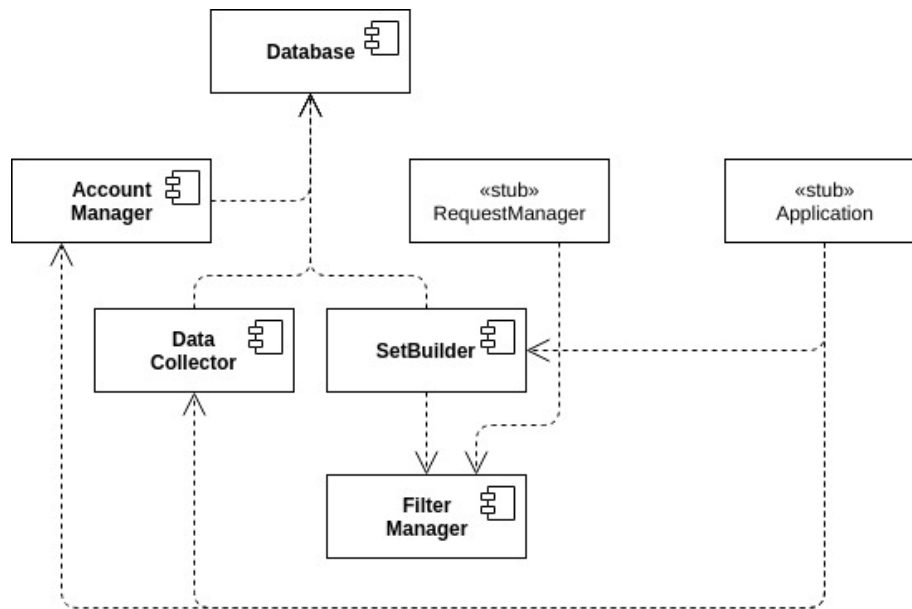 Database
Account
Manager
«stub»
RequestManager
«stub»
Application
Data
Collector
SetBuilder
Filter
Manager